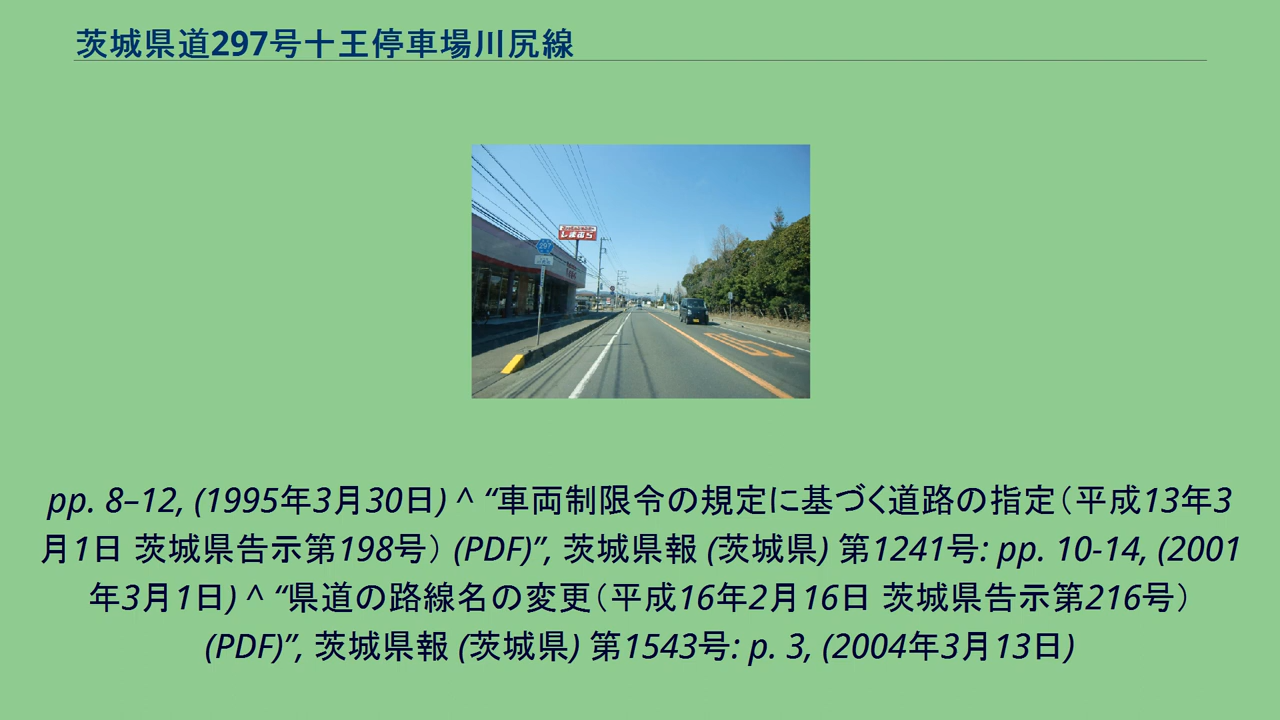 茨城県道297号十王停車場川尻線
しまむら
297
pp. 8–12, (1995年3月30日) ^ “車両制限令の規定に基づく道路の指定（平成13年3
月1日 茨城県告示第198号） (PDF)”, 茨城県報 (茨城県) 第1241号: pp. 10-14, (2001
年3月1日) ^ “県道の路線名の変更（平成16年2月16日 茨城県告示第216号）
(PDF)”, 茨城県報 (茨城県) 第1543号: p. 3, (2004年3月13日)